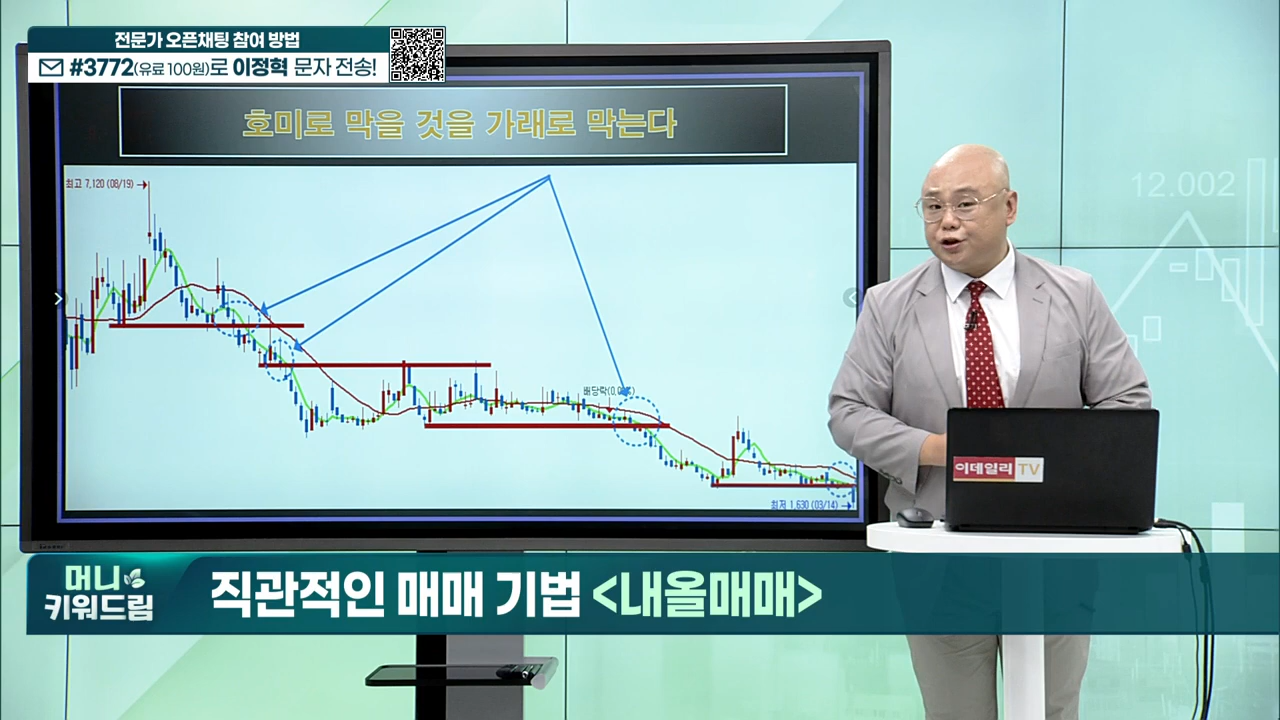 전문가 오픈채팅 참여 방법
#3772(유료 100원)로 이정혁 문자 전송!
호미로 막을 것을 가래로 막는다
최고 7,120 (08/19)
12.002
최저 1,630 (03/14)
이데일리 TV
머니
키워드림
직관적인 매매 기법 <내올매매>